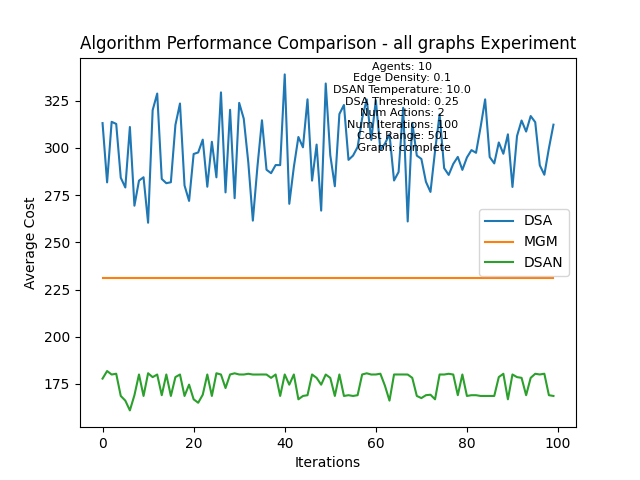 Algorithm Performance Comparison - all graphs Experiment
Agents: 10
Edge Density: 0.1
DSAN Temperature: 10.0
DSA Threshold: 0.25
Num Actions: 2
Num Iterations: 100
Cost Range: 501
Graph: complete
325
300
275
250
225
200
175
Average Cost
DSA
MGM
DSAN
0
20
40
60
80
100
Iterations